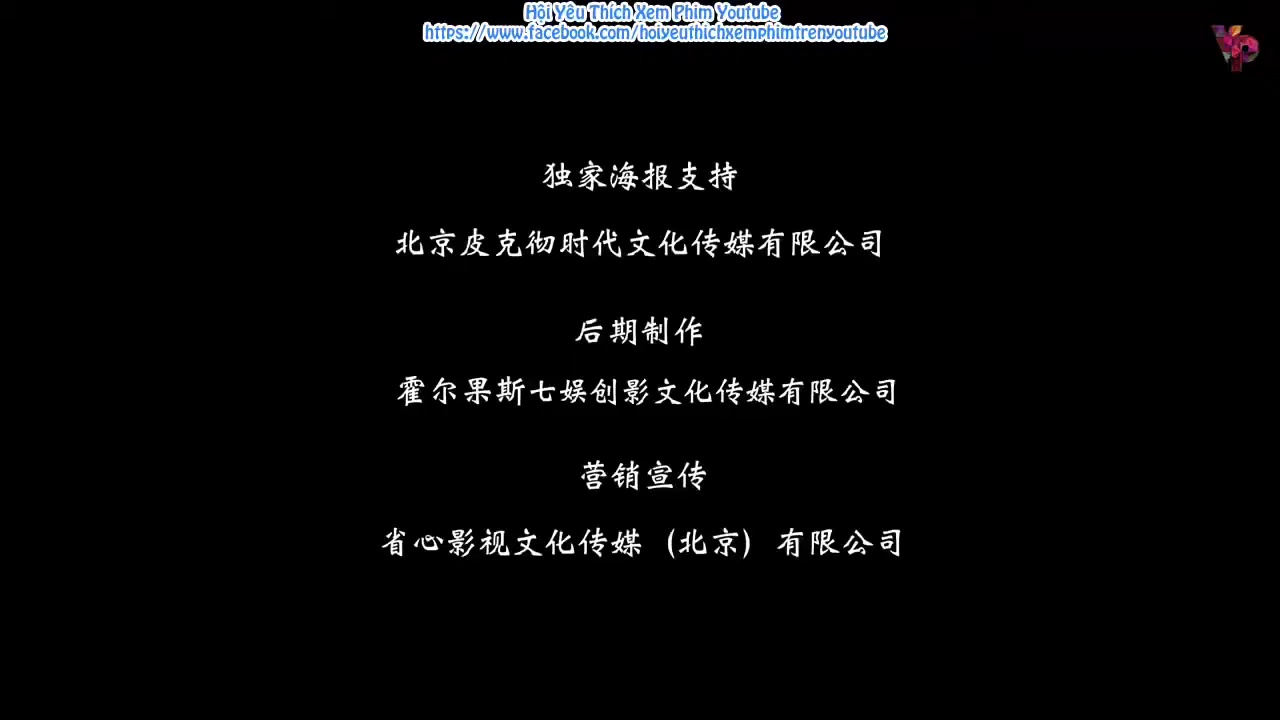 Hội Yêu Thích Xem Phim Youtube
https://www.facebook.com/hoiyeuthichxemphimtrenyoutube
VP
独家海报支持
北京皮克彻时代文化传媒有限公司
后期制作
霍尔果斯七娱创影文化传媒有限公司
营销宣传
省心影视文化传媒（北京）有限公司